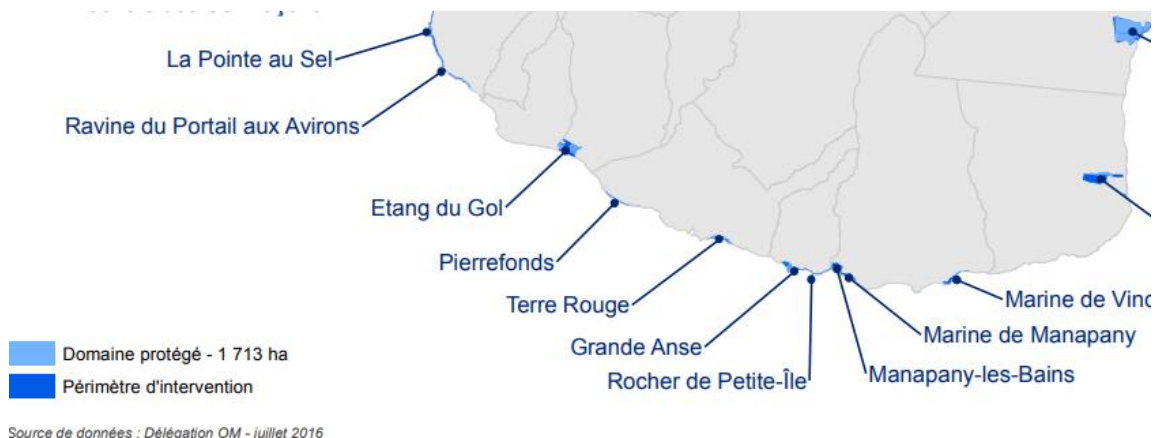 La Pointe au Sel
Ravine du Portail aux Avirons
Etang du Gol
Pierrefonds
Terre Rouge
Grande Anse
Rocher de Petite-Île
Manapany-les-Bains
Marine de Manapany
Marine de
Domaine protégé - 1 713 ha
Périmètre d'intervention
Source de données : Délégation OM - juillet 2016